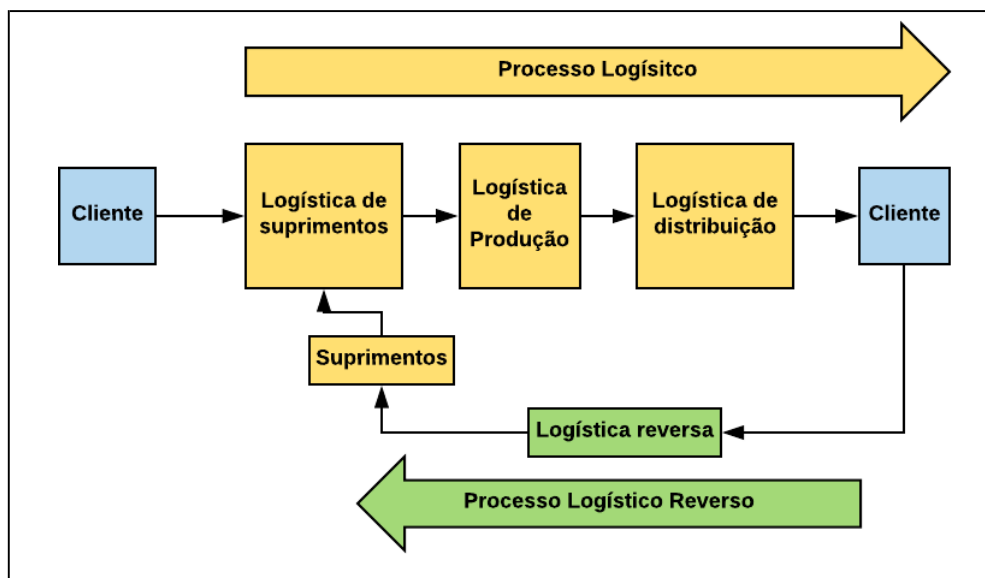 Processo Logísitco
Cliente
Logística de
suprimentos
Logística
de
Produção
Logística de
distribuição
Cliente
Suprimentos
Logística reversa
Processo Logístico Reverso